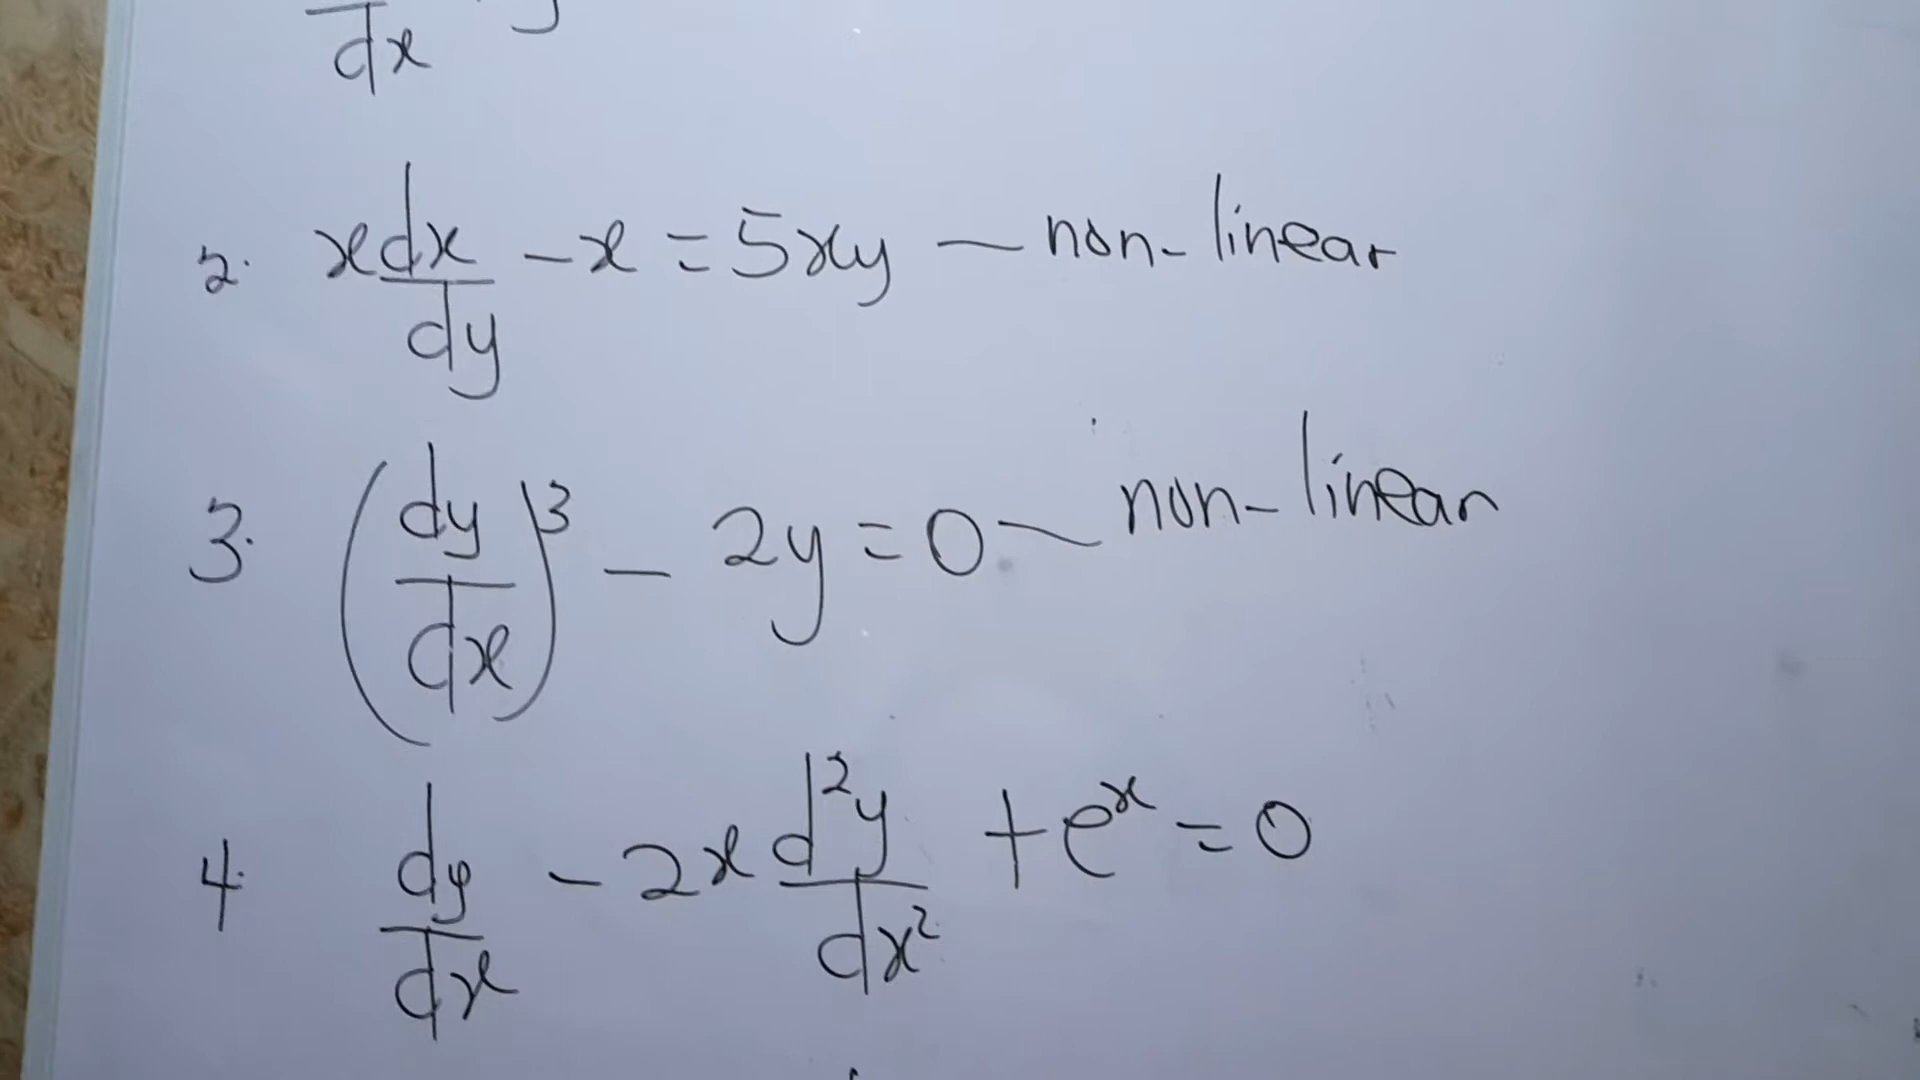 dx
2. x dx/dy - x = 5xy — non-linear
3. (dy/dx)³ - 2y = 0 — non-linear
4. dy/dx - 2x d²y/dx² + eˣ = 0